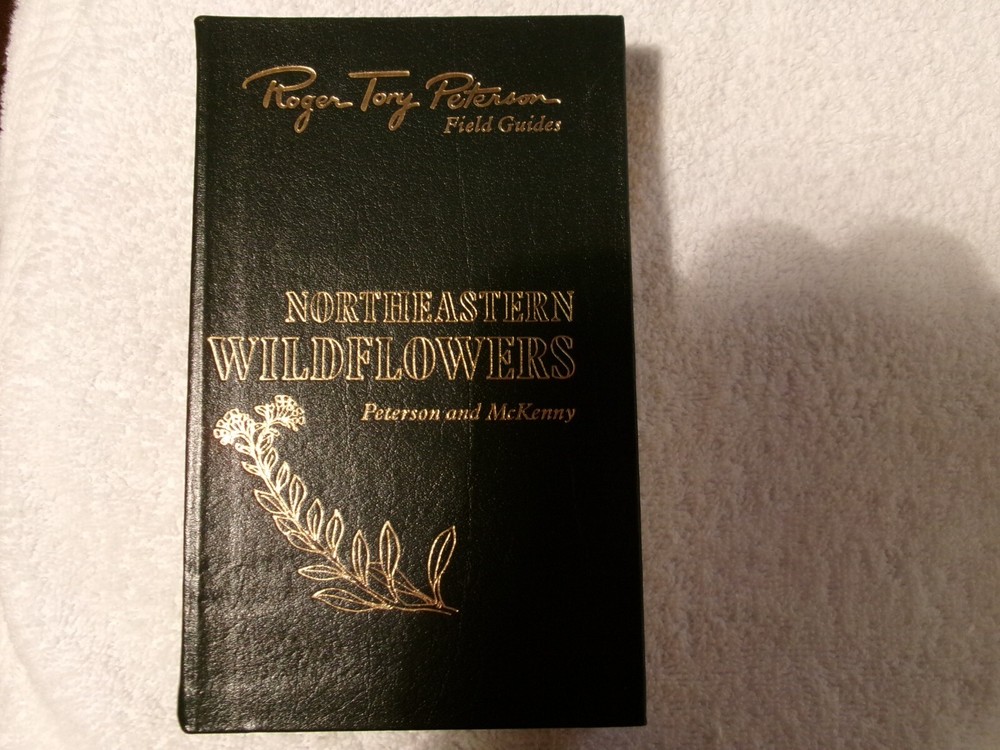 Roger Tory Peterson
Field Guides
NORTHEASTERN
WILDFLOWERS
Peterson and McKenny